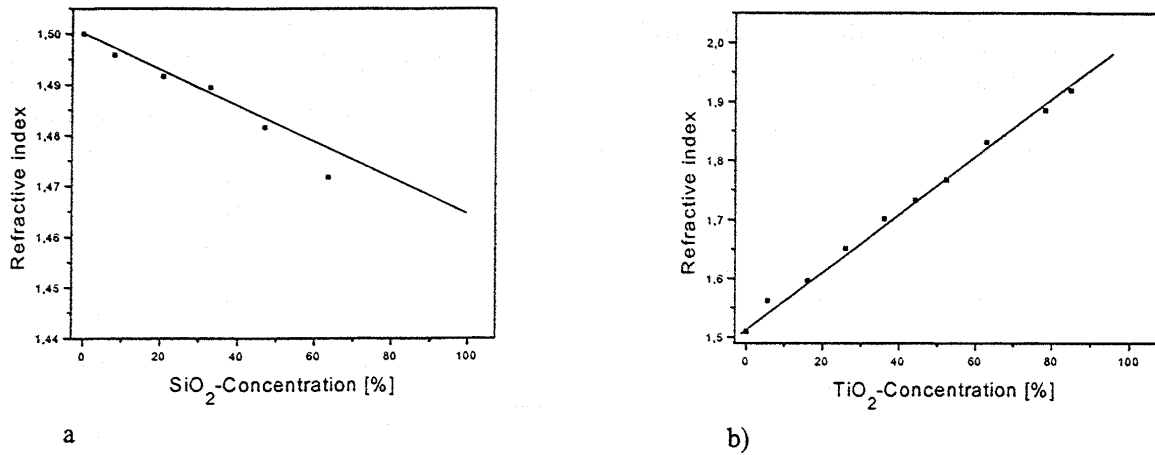 1,50
1,49
1,48
1,47
1,46
1,45
1,44
Refractive index
0 20 40 60 80 100
SiO2-Concentration [%]
a
2,0
1,9
1,8
1,7
1,6
1,5
Refractive index
0 20 40 60 80 100
TiO2-Concentration [%]
b)